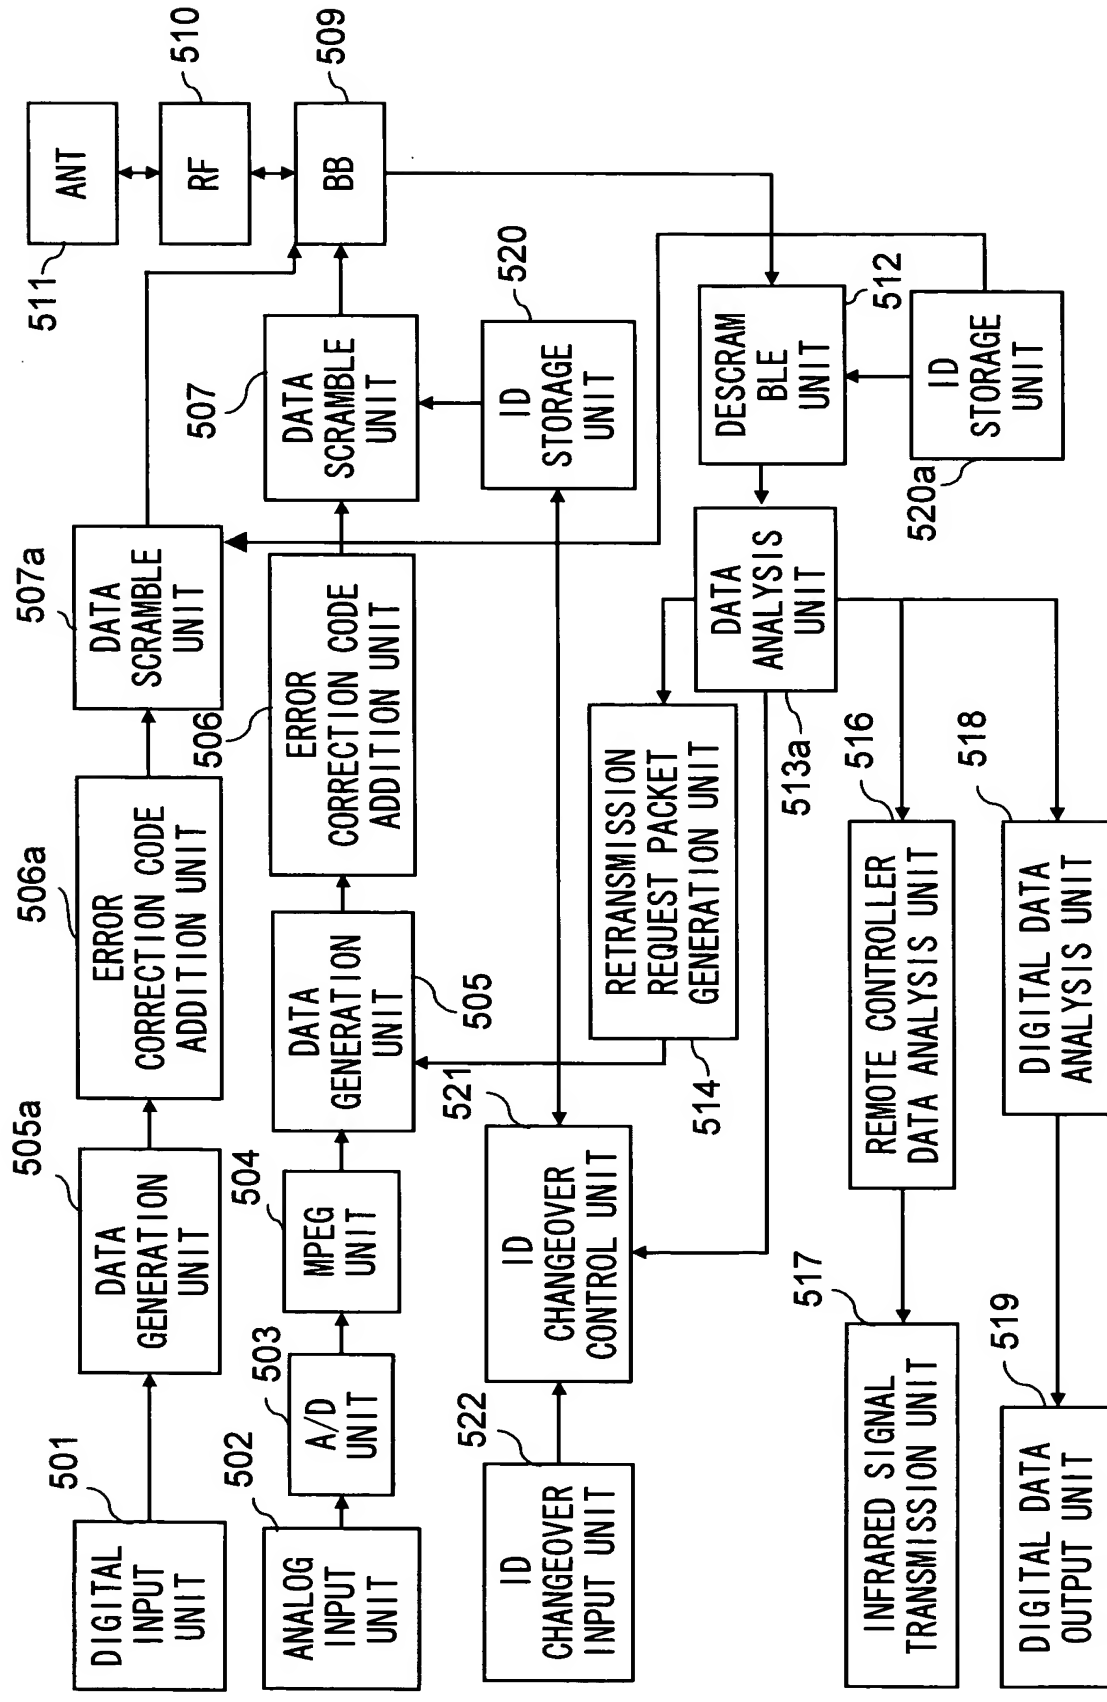 501
DIGITAL
INPUT
UNIT
505a
DATA
GENERATION
UNIT
506a
ERROR
CORRECTION CODE
ADDITION UNIT
507a
DATA
SCRAMBLE
UNIT
511
ANT
510
RF
509
BB
502
ANALOG
INPUT
UNIT
503
A/D
UNIT
504
MPEG
UNIT
DATA
GENERATION
UNIT
505
506
ERROR
CORRECTION CODE
ADDITION UNIT
507
DATA
SCRAMBLE
UNIT
522
ID
CHANGEOVER
INPUT UNIT
521
ID
CHANGEOVER
CONTROL UNIT
520
ID
STORAGE
UNIT
RETRANSMISSION
REQUEST PACKET
GENERATION UNIT
514
DATA
ANALYSIS
UNIT
513a
DESCRAM
BLE
UNIT
512
ID
STORAGE
UNIT
520a
517
INFRARED SIGNAL
TRANSMISSION UNIT
516
REMOTE CONTROLLER
DATA ANALYSIS UNIT
519
DIGITAL DATA
OUTPUT UNIT
518
DIGITAL DATA
ANALYSIS UNIT